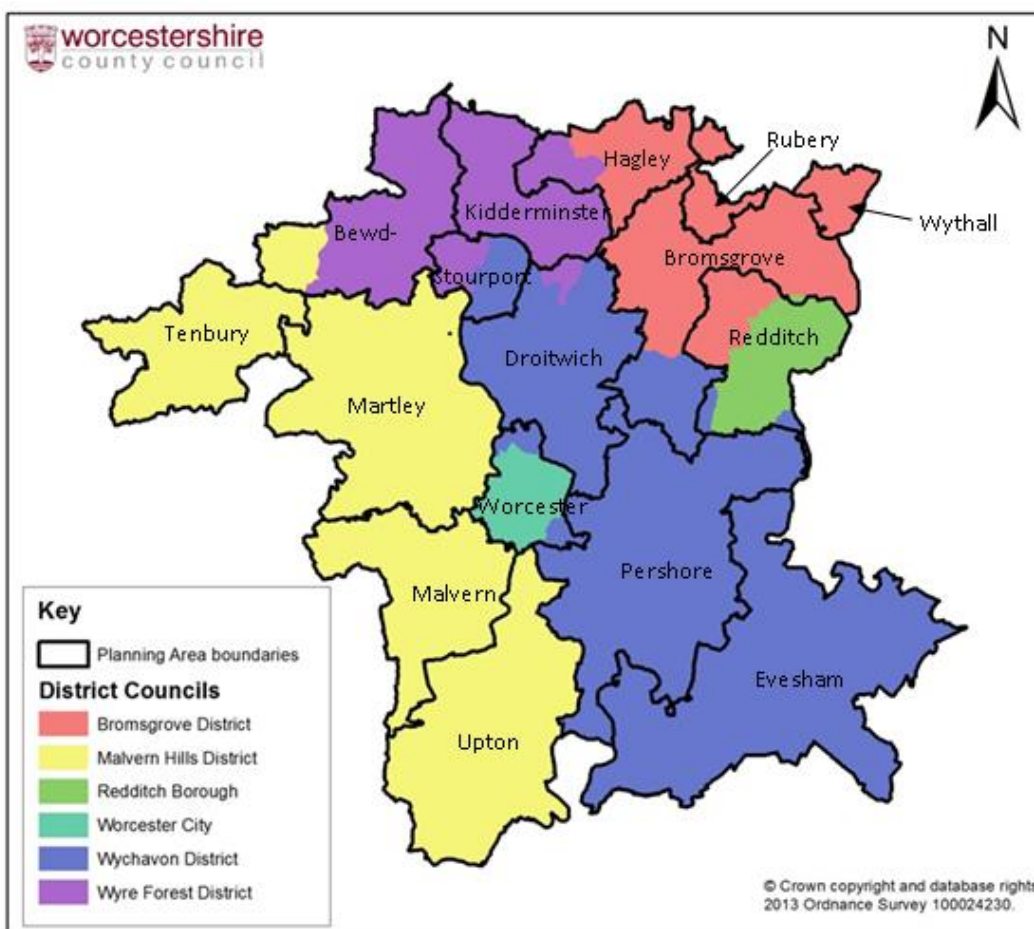 worcestershire
county council
N
Rubery
Hagley
Wythall
Kidderminster
Bewd-
Bromsgrove
Stourport
Tenbury
Redditch
Droitwich
Martley
Worcester
Pershore
Malvern
Evesham
Upton
Key
Planning Area boundaries
District Councils
Bromsgrove District
Malvern Hills District
Redditch Borough
Worcester City
Wychavon District
Wyre Forest District
© Crown copyright and database rights
2013 Ordnance Survey 100024230.